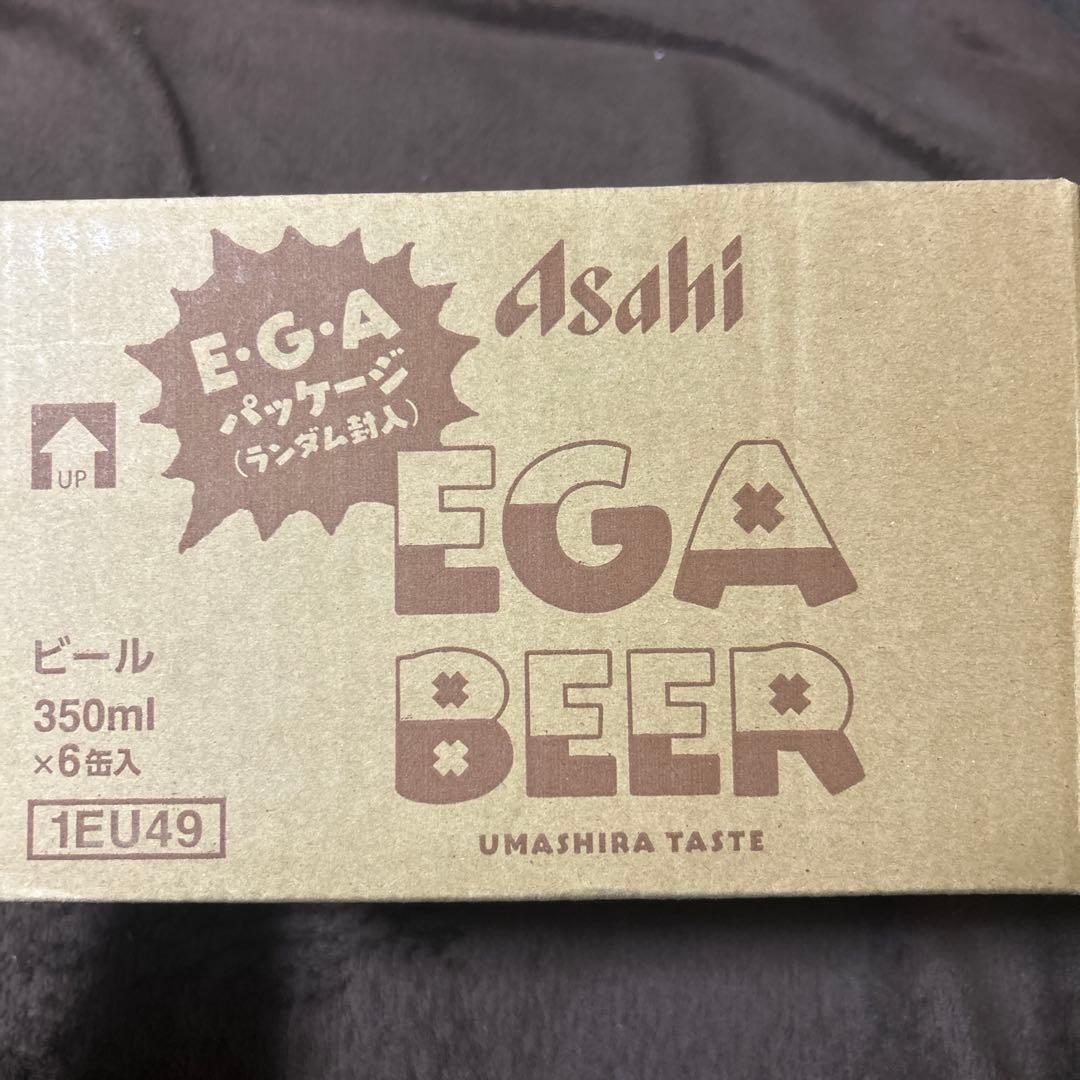 E・G・A
パッケージ
(ランダム封入)
Asahi
UP
EGA
BEER
ビール
350ml
×6缶入
1EU49
UMASHIRA TASTE